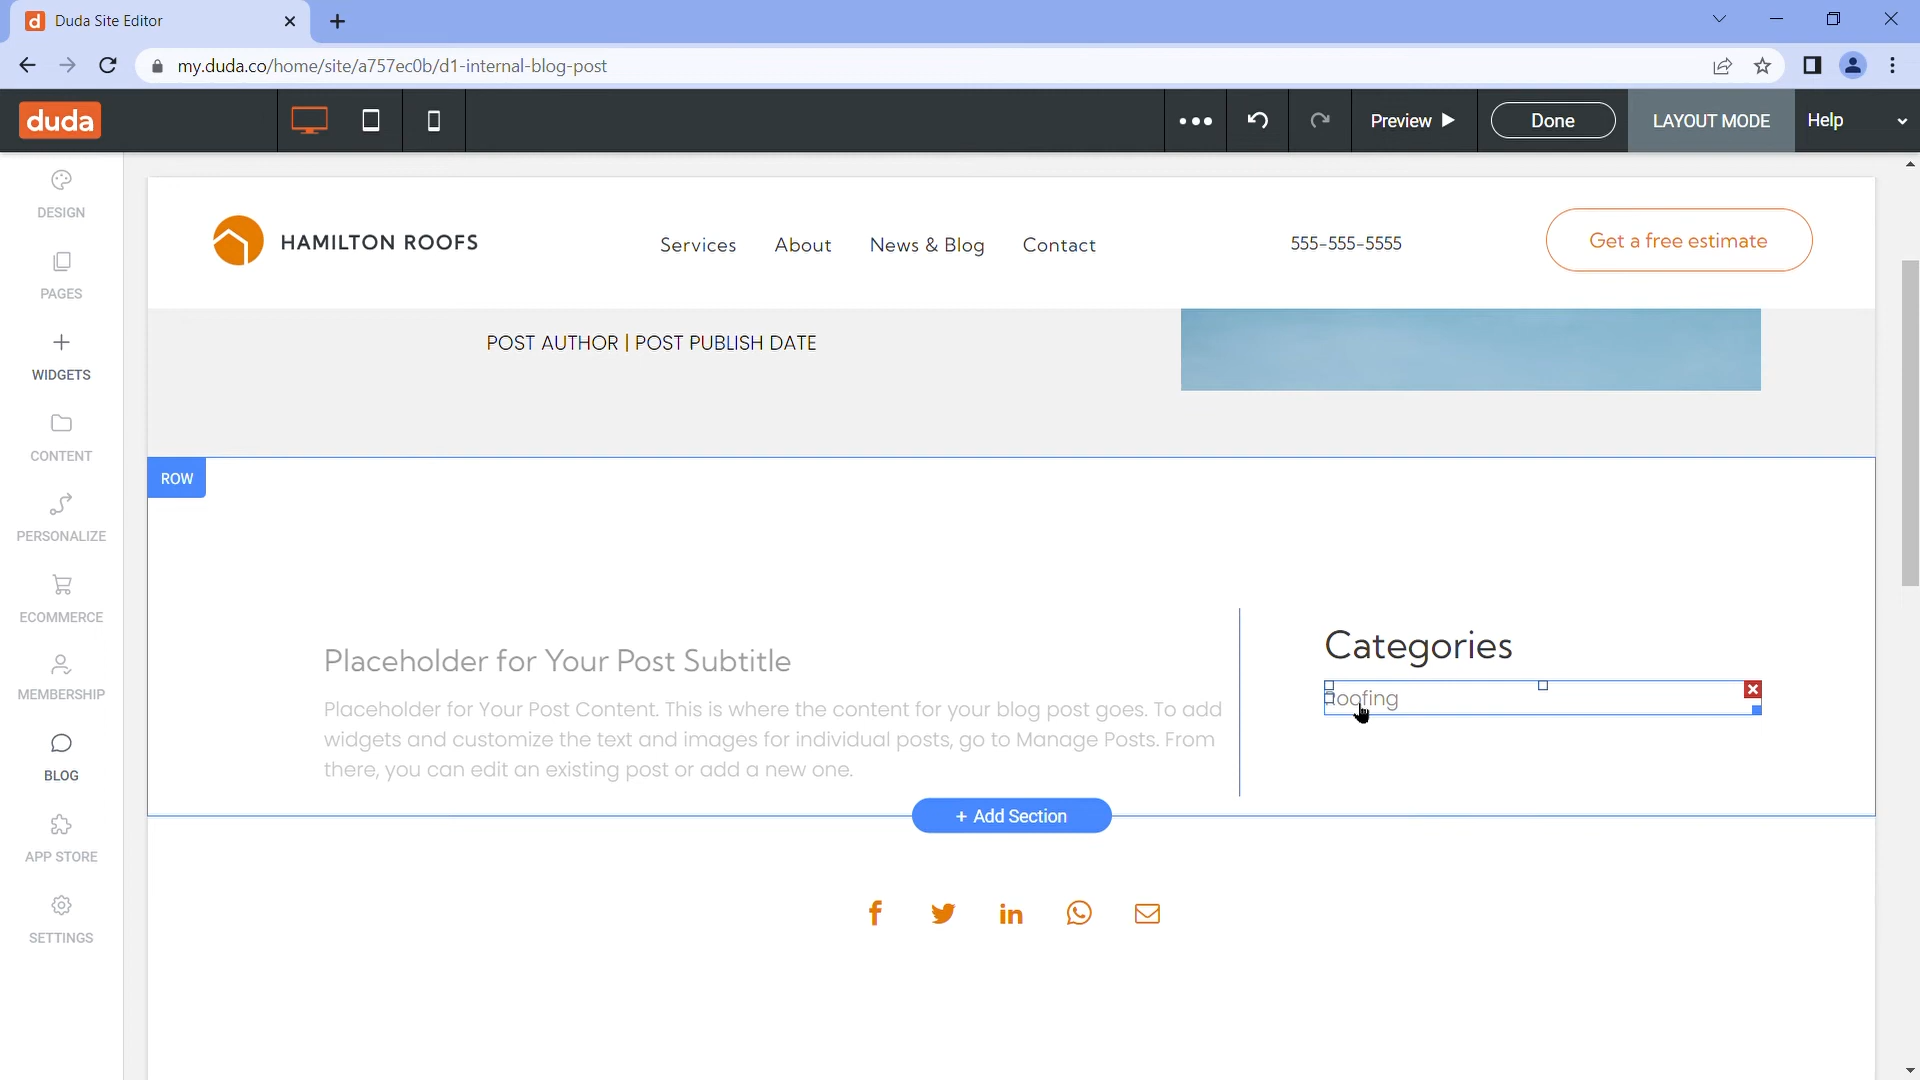 Duda Site Editor
my.duda.co/home/site/a757ec0b/d1-internal-blog-post
duda
Preview
Done
LAYOUT MODE
Help
DESIGN
PAGES
WIDGETS
CONTENT
PERSONALIZE
ECOMMERCE
MEMBERSHIP
BLOG
APP STORE
SETTINGS
HAMILTON ROOFS
Services
About
News & Blog
Contact
555-555-5555
Get a free estimate
POST AUTHOR | POST PUBLISH DATE
ROW
Placeholder for Your Post Subtitle
Placeholder for Your Post Content. This is where the content for your blog post goes. To add
widgets and customize the text and images for individual posts, go to Manage Posts. From
there, you can edit an existing post or add a new one.
Categories
Roofing
+ Add Section